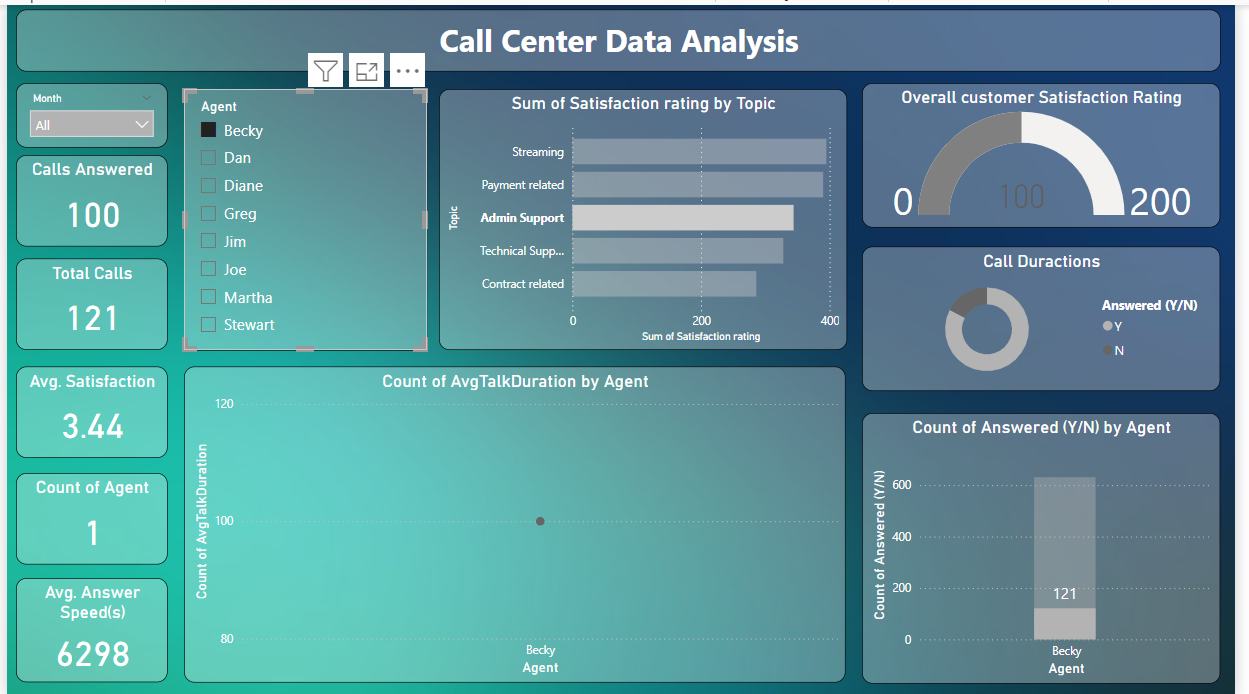 Call Center Data Analysis
Month
All
Calls Answered
100
Total Calls
121
Avg. Satisfaction
3.44
Count of Agent
1
Avg. Answer
Speed(s)
6298
Agent
Becky
Dan
Diane
Greg
Jim
Joe
Martha
Stewart
Sum of Satisfaction rating by Topic
Topic
Streaming
Payment related
Admin Support
Technical Supp...
Contract related
0 200 400
Sum of Satisfaction rating
Overall customer Satisfaction Rating
0 100 200
Call Duractions
Answered (Y/N)
Y
N
Count of AvgTalkDuration by Agent
Count of AvgTalkDuration
120
100
80
Becky
Agent
Count of Answered (Y/N) by Agent
Count of Answered (Y/N)
600
400
200
0
121
Becky
Agent